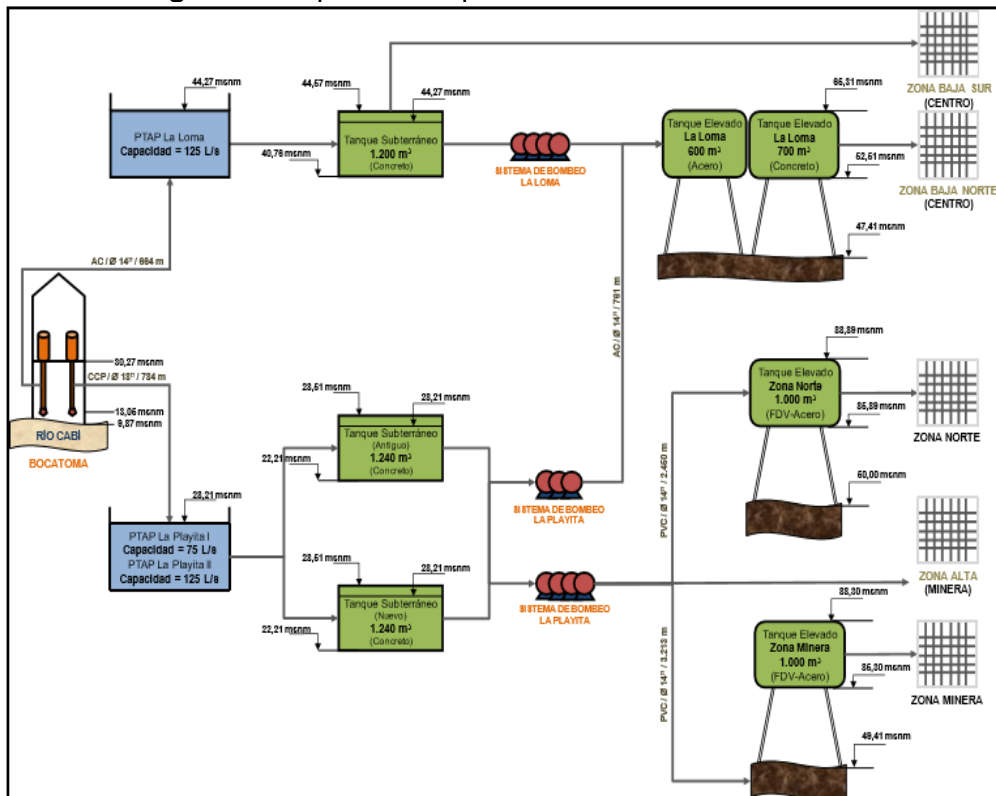 44,27 msnm
PTAP La Loma
Capacidad = 125 L/s
44,57 msnm
44,27 msnm
Tanque Subterráneo
1.200 m³
(Concreto)
40,76 msnm
SISTEMA DE BOMBEO
LA LOMA
65,31 msnm
Tanque Elevado
La Loma
600 m³
(Acero)
Tanque Elevado
La Loma
700 m³
(Concreto)
47,41 msnm
ZONA BAJA SUR
(CENTRO)
ZONA BAJA NORTE
(CENTRO)
AC / Ø 14" / 664 m
30,27 msnm
CCP / Ø 18" / 784 m
13,06 msnm
9,87 msnm
RÍO CABÍ
BOCATOMA
28,21 msnm
PTAP La Playita I
Capacidad = 75 L/s
PTAP La Playita II
Capacidad = 125 L/s
28,51 msnm
28,21 msnm
Tanque Subterráneo
(Antiguo)
1.240 m³
(Concreto)
22,21 msnm
28,51 msnm
28,21 msnm
Tanque Subterráneo
(Nuevo)
1.240 m³
(Concreto)
22,21 msnm
SISTEMA DE BOMBEO
LA PLAYITA
SISTEMA DE BOMBEO
LA PLAYITA
AC / Ø 14" / 761 m
PVC / Ø 14" / 2.450 m
PVC / Ø 14" / 3.213 m
88,89 msnm
Tanque Elevado
Zona Norte
1.000 m³
(FDV-Acero)
85,89 msnm
60,00 msnm
ZONA NORTE
ZONA ALTA
(MINERA)
88,30 msnm
Tanque Elevado
Zona Minera
1.000 m³
(FDV-Acero)
85,30 msnm
49,41 msnm
ZONA MINERA